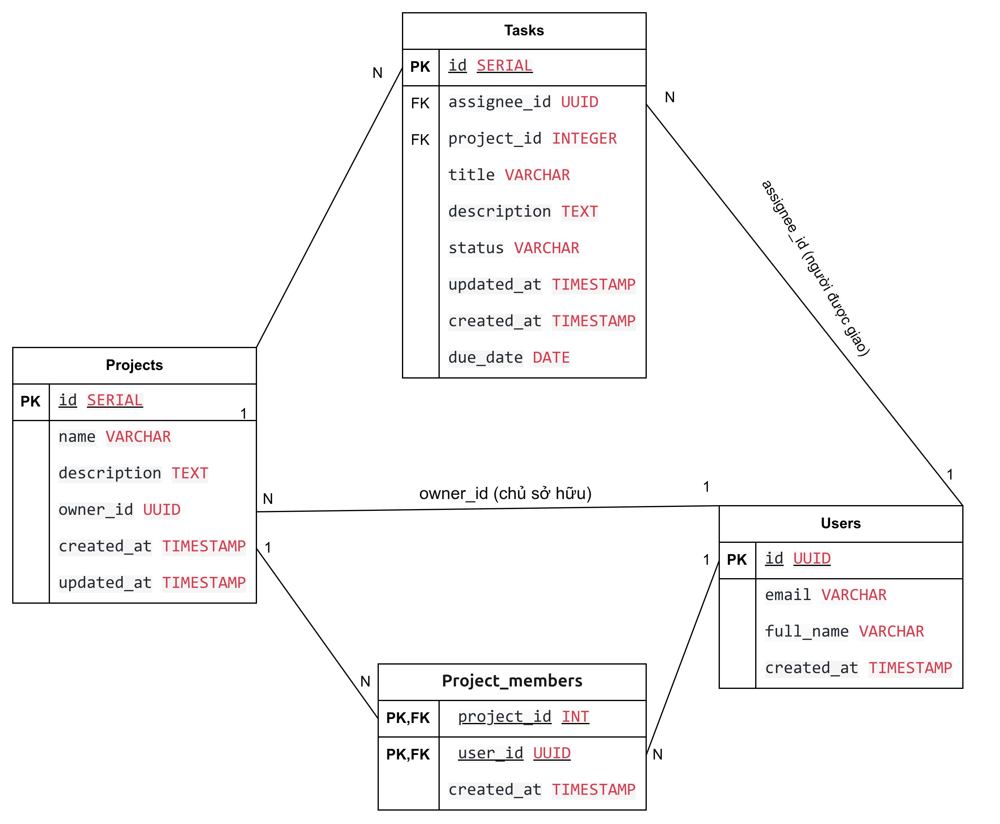 Tasks
PK id SERIAL
FK assignee_id UUID
FK project_id INTEGER
title VARCHAR
description TEXT
status VARCHAR
updated_at TIMESTAMP
created_at TIMESTAMP
due_date DATE
N
N
assignee_id (người được giao)
1
Projects
PK id SERIAL
1
name VARCHAR
description TEXT
owner_id UUID
created_at TIMESTAMP
updated_at TIMESTAMP
N
owner_id (chủ sở hữu)
1
1
N
Users
PK id UUID
email VARCHAR
full_name VARCHAR
created_at TIMESTAMP
1
N
Project_members
PK,FK project_id INT
PK,FK user_id UUID
created_at TIMESTAMP